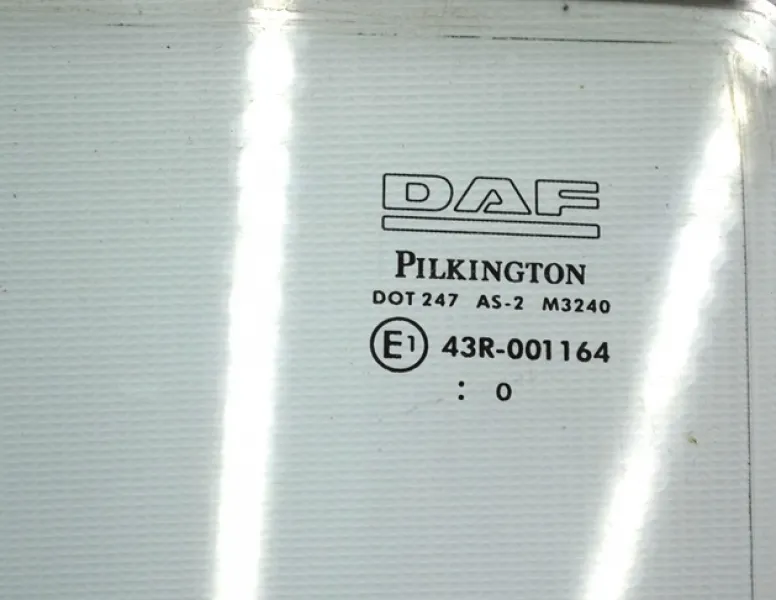 DAF
PILKINGTON
DOT 247 AS-2 M3240
E1 43R-001164
: 0